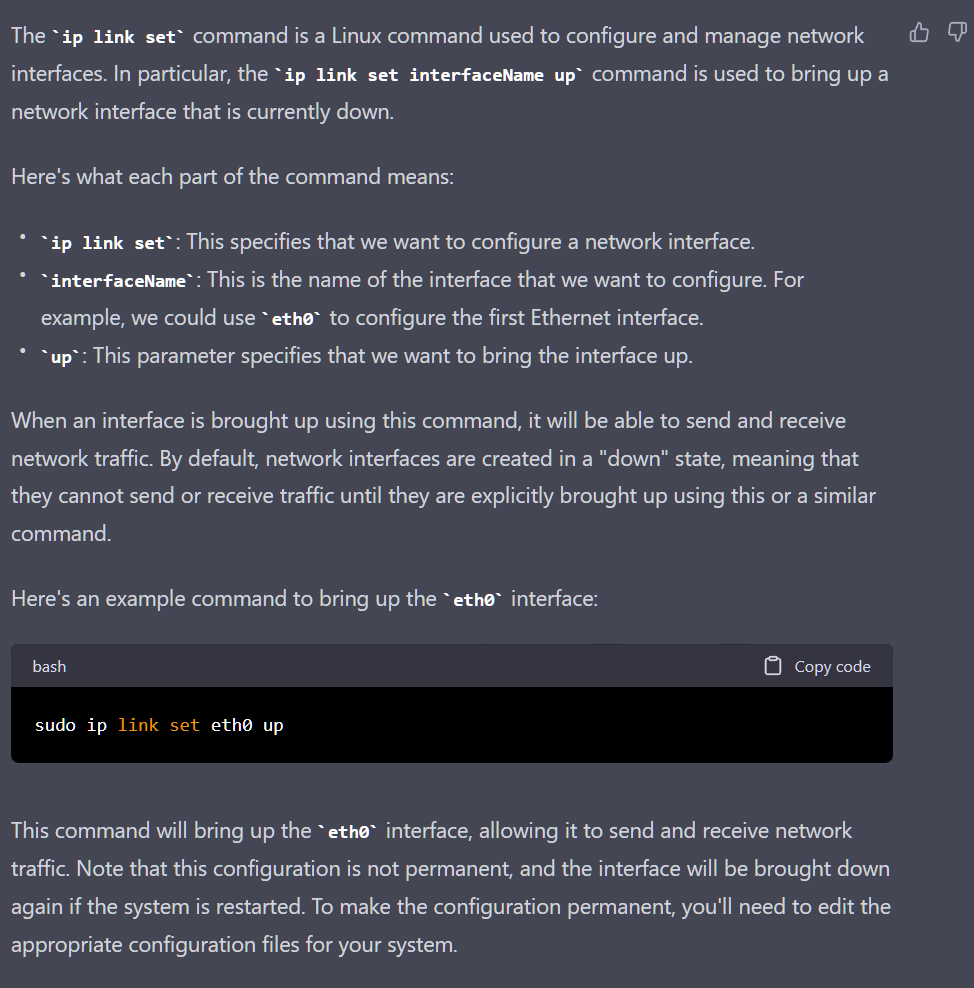 The `ip link set` command is a Linux command used to configure and manage network
interfaces. In particular, the `ip link set interfaceName up` command is used to bring up a
network interface that is currently down.
Here's what each part of the command means:
• `ip link set`: This specifies that we want to configure a network interface.
• `interfaceName`: This is the name of the interface that we want to configure. For
example, we could use `eth0` to configure the first Ethernet interface.
• `up`: This parameter specifies that we want to bring the interface up.
When an interface is brought up using this command, it will be able to send and receive
network traffic. By default, network interfaces are created in a "down" state, meaning that
they cannot send or receive traffic until they are explicitly brought up using this or a similar
command.
Here's an example command to bring up the `eth0` interface:
bash Copy code
sudo ip link set eth0 up
This command will bring up the `eth0` interface, allowing it to send and receive network
traffic. Note that this configuration is not permanent, and the interface will be brought down
again if the system is restarted. To make the configuration permanent, you'll need to edit the
appropriate configuration files for your system.